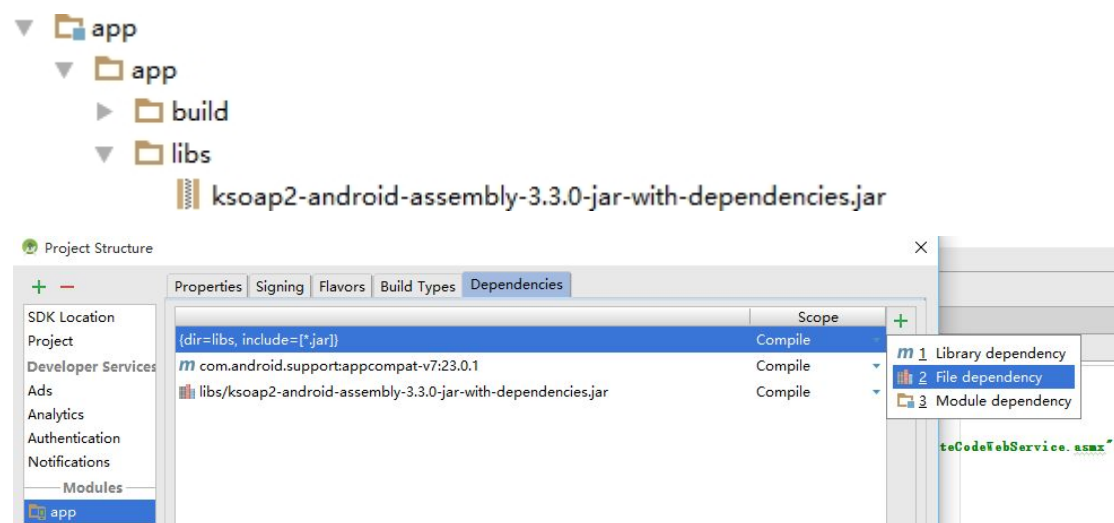 app
app
build
libs
ksoap2-android-assembly-3.3.0-jar-with-dependencies.jar
Project Structure
Properties Signing Flavors Build Types Dependencies
SDK Location
Project
Developer Services
Ads
Analytics
Authentication
Notifications
Modules
app
Scope
{dir=libs, include=[*.jar]} Compile
m com.android.support:appcompat-v7:23.0.1 Compile
libs/ksoap2-android-assembly-3.3.0-jar-with-dependencies.jar Compile
m 1 Library dependency
2 File dependency
3 Module dependency
teCodeWebService.asmx"